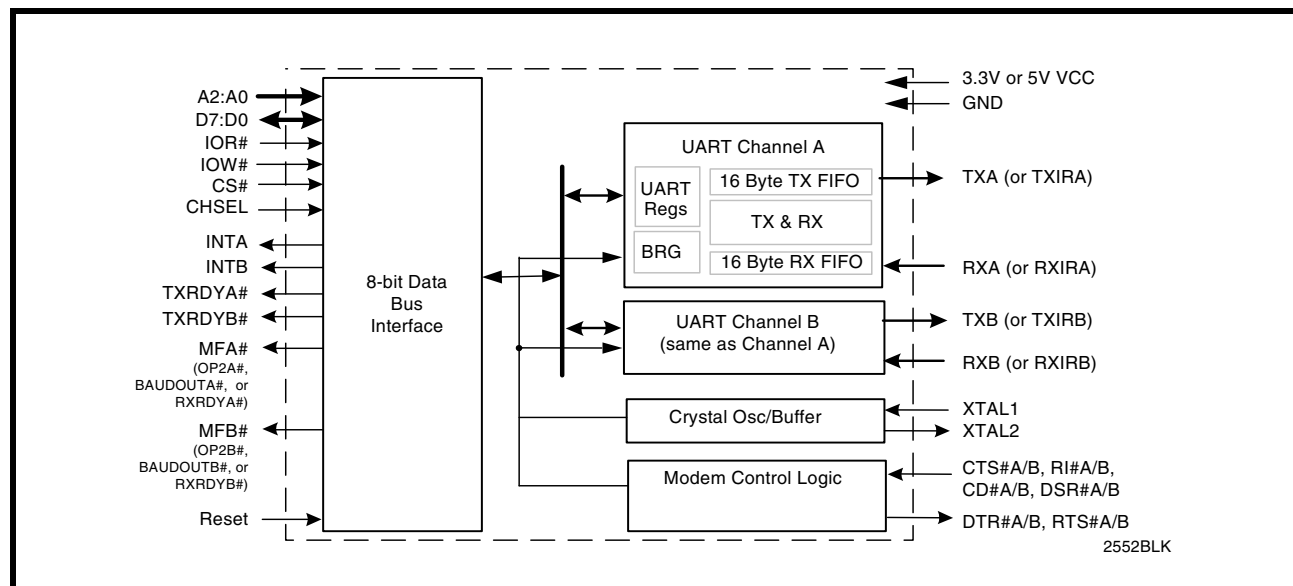 A2:A0
D7:D0
IOR#
IOW#
CS#
CHSEL
INTA
INTB
TXRDYA#
TXRDYB#
MFA#
(OP2A#,
BAUDOUTA#, or
RXRDYA#)
MFB#
(OP2B#,
BAUDOUTB#, or
RXRDYB#)
Reset
8-bit Data
Bus
Interface
UART Channel A
UART
Regs
BRG
16 Byte TX FIFO
TX & RX
16 Byte RX FIFO
UART Channel B
(same as Channel A)
Crystal Osc/Buffer
Modem Control Logic
3.3V or 5V VCC
GND
TXA (or TXIRA)
RXA (or RXIRA)
TXB (or TXIRB)
RXB (or RXIRB)
XTAL1
XTAL2
CTS#A/B, RI#A/B,
CD#A/B, DSR#A/B
DTR#A/B, RTS#A/B
2552BLK